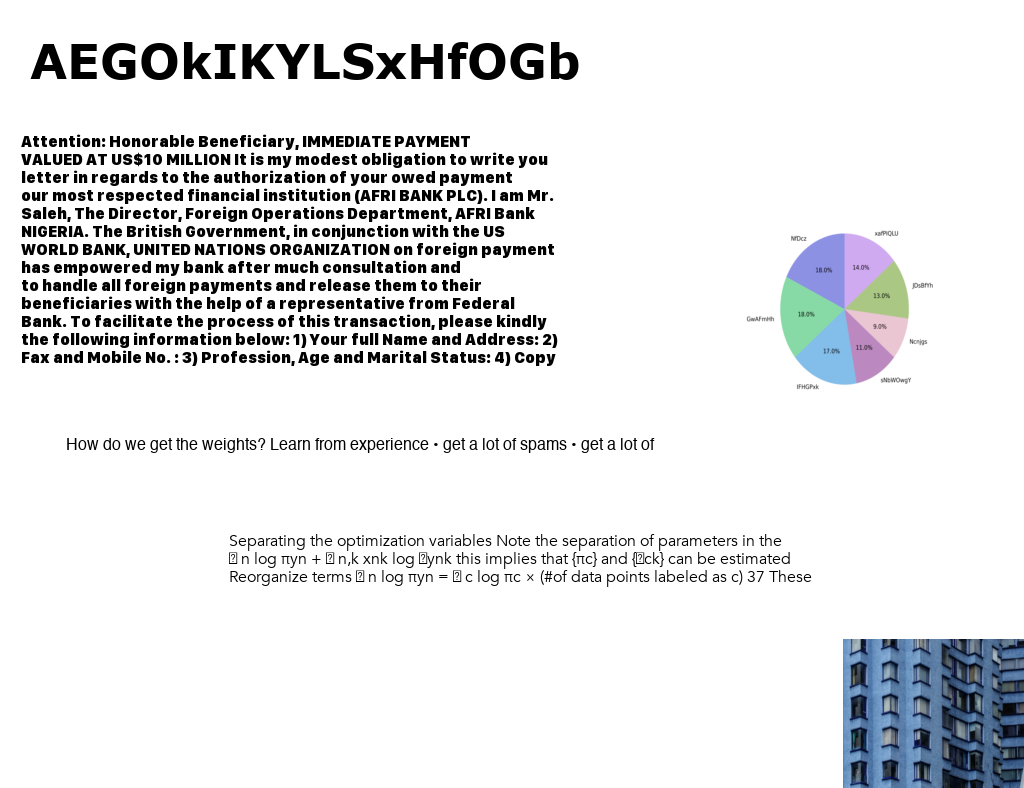 AEGOkIKYLSxHfOGb
Attention: Honorable Beneficiary, IMMEDIATE PAYMENT
VALUED AT US$10 MILLION It is my modest obligation to write you
letter in regards to the authorization of your owed payment
our most respected financial institution (AFRI BANK PLC). I am Mr.
Saleh, The Director, Foreign Operations Department, AFRI Bank
NIGERIA. The British Government, in conjunction with the US
WORLD BANK, UNITED NATIONS ORGANIZATION on foreign payment
has empowered my bank after much consultation and
to handle all foreign payments and release them to their
beneficiaries with the help of a representative from Federal
Bank. To facilitate the process of this transaction, please kindly
the following information below: 1) Your full Name and Address: 2)
Fax and Mobile No. : 3) Profession, Age and Marital Status: 4) Copy
xafPIQLU
NfDcz
14.0%
18.0%
JDsBfYh
13.0%
GwAFmHh
18.0%
9.0%
Ncnjgs
17.0%
11.0%
sNbWOwgY
IFHGPxk
How do we get the weights? Learn from experience • get a lot of spams • get a lot of
Separating the optimization variables Note the separation of parameters in the
n log πyn + n,k xnk log ynk this implies that {πc} and {ck} can be estimated
Reorganize terms n log πyn = c log πc × (#of data points labeled as c) 37 These